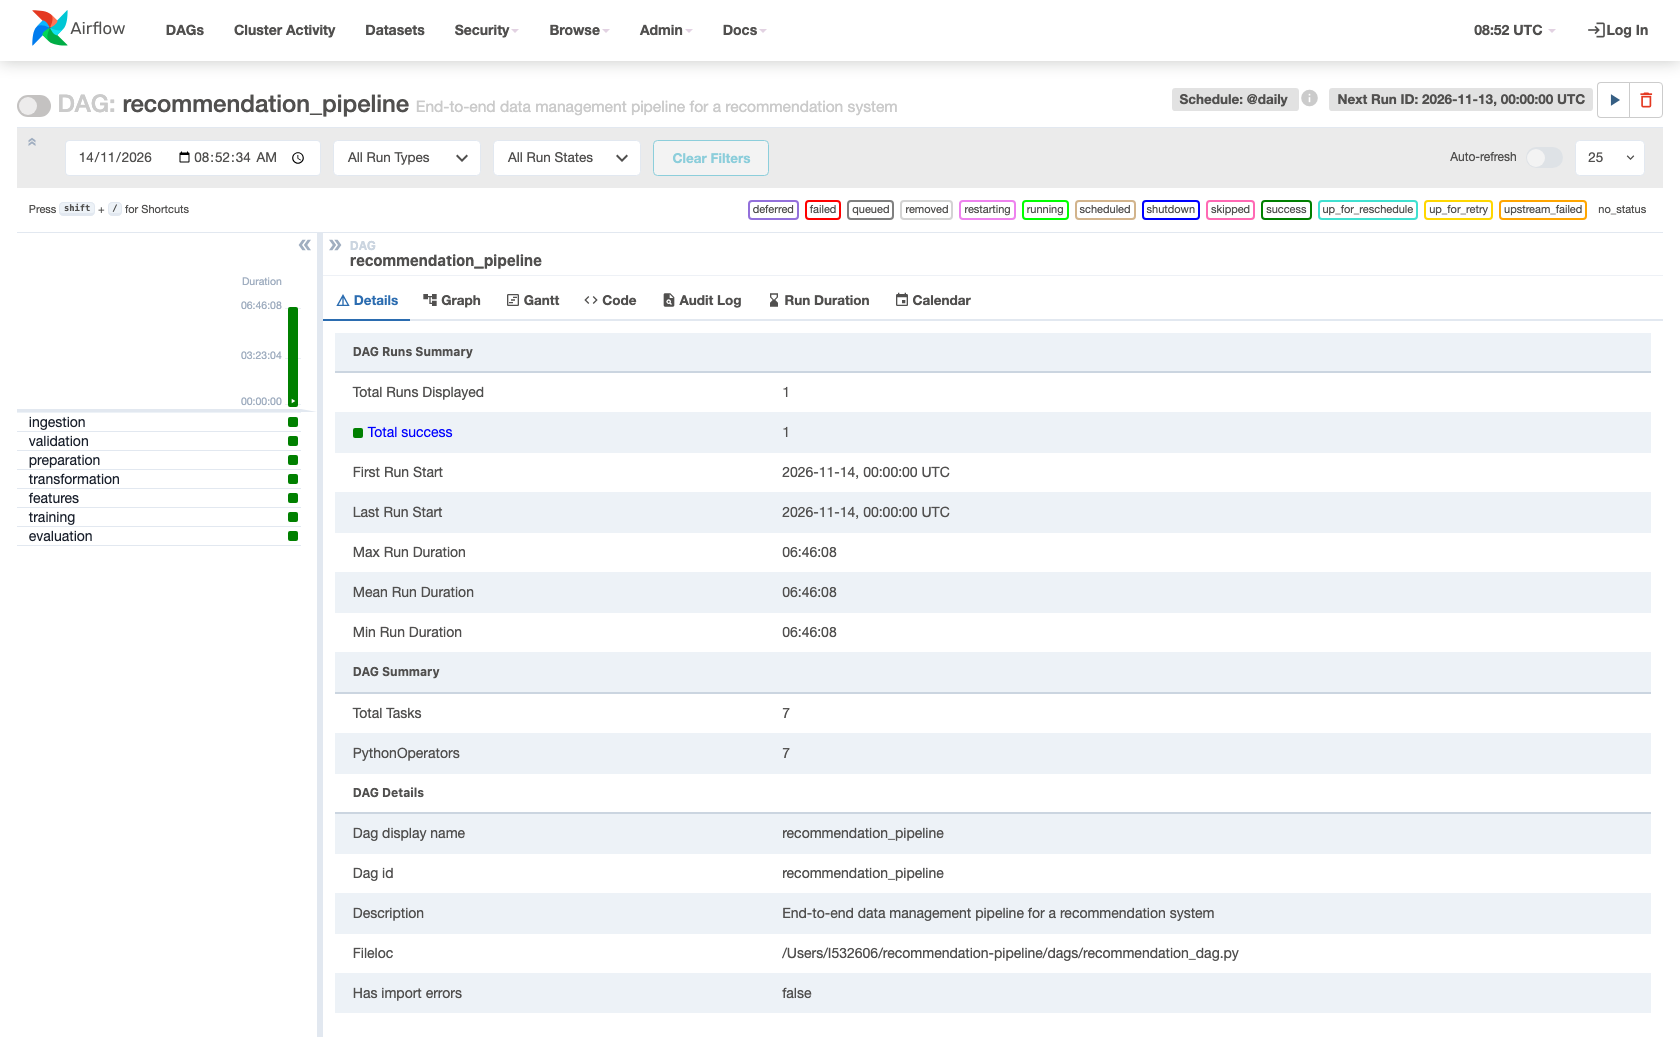 Airflow DAGs Cluster Activity Datasets Security Browse Admin Docs 08:52 UTC Log In
DAG: recommendation_pipeline End-to-end data management pipeline for a recommendation system Schedule: @daily Next Run ID: 2026-11-13, 00:00:00 UTC
14/11/2026 08:52:34 AM All Run Types All Run States Clear Filters Auto-refresh 25
Press shift + / for Shortcuts deferred failed queued removed restarting running scheduled shutdown skipped success up_for_reschedule up_for_retry upstream_failed no_status
Duration
06:46:08
03:23:04
00:00:00
ingestion
validation
preparation
transformation
features
training
evaluation
DAG
recommendation_pipeline
Details Graph Gantt Code Audit Log Run Duration Calendar
DAG Runs Summary
Total Runs Displayed 1
Total success 1
First Run Start 2026-11-14, 00:00:00 UTC
Last Run Start 2026-11-14, 00:00:00 UTC
Max Run Duration 06:46:08
Mean Run Duration 06:46:08
Min Run Duration 06:46:08
DAG Summary
Total Tasks 7
PythonOperators 7
DAG Details
Dag display name recommendation_pipeline
Dag id recommendation_pipeline
Description End-to-end data management pipeline for a recommendation system
Fileloc /Users/I532606/recommendation-pipeline/dags/recommendation_dag.py
Has import errors false